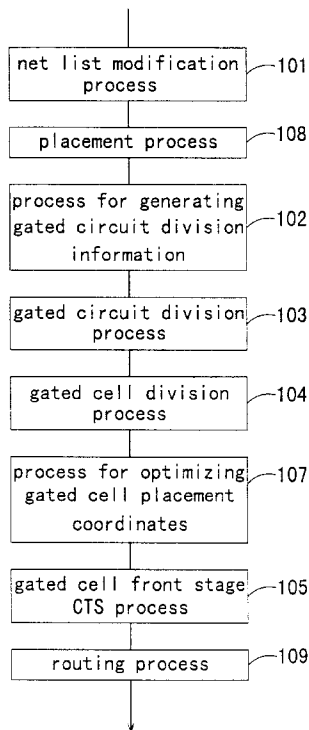 net list modification
process
101
placement process
108
process for generating
gated circuit division
information
102
gated circuit division
process
103
gated cell division
process
104
process for optimizing
gated cell placement
coordinates
107
gated cell front stage
CTS process
105
routing process
109